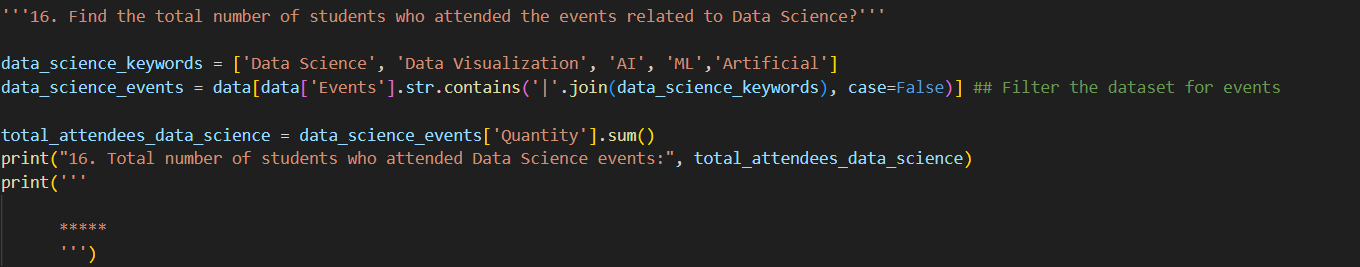 '''16. Find the total number of students who attended the events related to Data Science?'''
data_science_keywords = ['Data Science', 'Data Visualization', 'AI', 'ML','Artificial']
data_science_events = data[data['Events'].str.contains('|'.join(data_science_keywords), case=False)] ## Filter the dataset for events
total_attendees_data_science = data_science_events['Quantity'].sum()
print("16. Total number of students who attended Data Science events:", total_attendees_data_science)
print('''
*****
''')